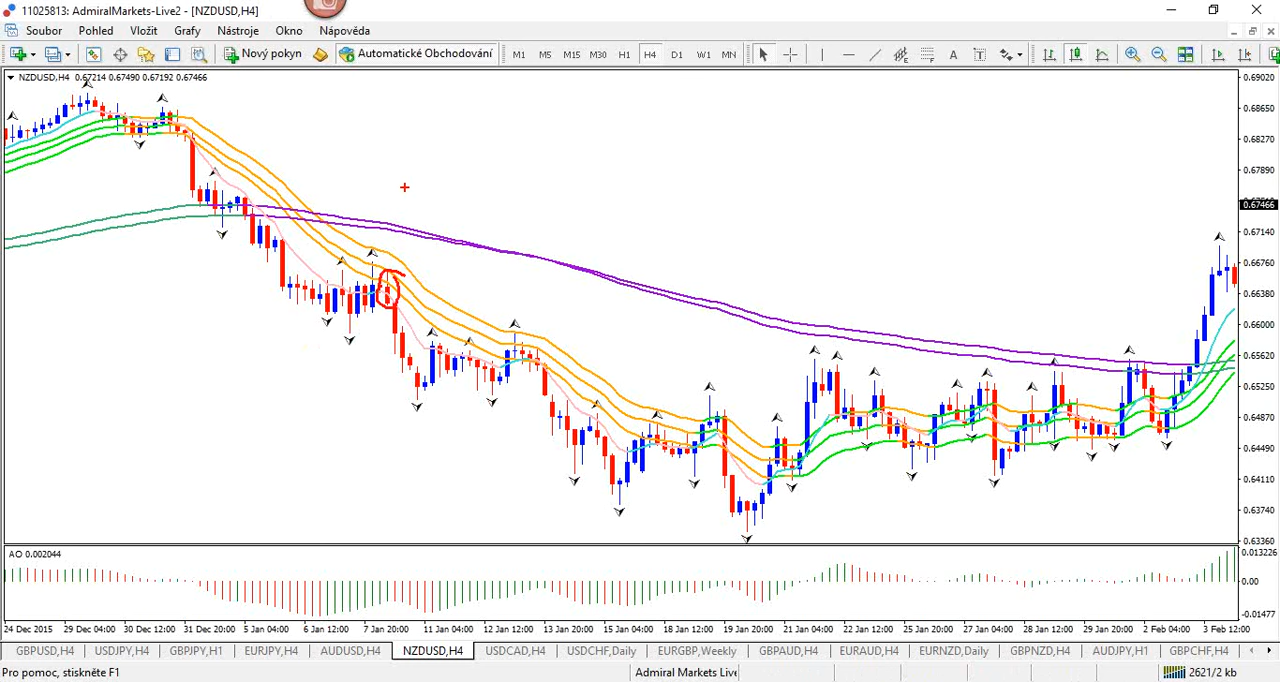 11025813: AdmiralMarkets-Live2 - [NZDUSD,H4]
Soubor Pohled Vložit Grafy Nástroje Okno Nápověda
Nový pokyn Automatické Obchodování M1 M5 M15 M30 H1 H4 D1 W1 MN A T
NZDUSD,H4 0.67214 0.67490 0.67192 0.67466
0.69020
0.68650
0.68270
0.67890
0.67466
0.67140
0.66760
0.66380
0.66000
0.65620
0.65250
0.64870
0.64490
0.64110
0.63740
0.63360
AO 0.002044
0.013226
0.00
-0.01477
24 Dec 2015 29 Dec 04:00 30 Dec 12:00 31 Dec 20:00 5 Jan 04:00 6 Jan 12:00 7 Jan 20:00 11 Jan 04:00 12 Jan 12:00 13 Jan 20:00 15 Jan 04:00 18 Jan 12:00 19 Jan 20:00 21 Jan 04:00 22 Jan 12:00 25 Jan 20:00 27 Jan 04:00 28 Jan 12:00 29 Jan 20:00 2 Feb 04:00 3 Feb 12:00
GBPUSD,H4 USDJPY,H4 GBPJPY,H1 EURJPY,H4 AUDUSD,H4 NZDUSD,H4 USDCAD,H4 USDCHF,Daily EURGBP,Weekly GBPAUD,H4 EURAUD,H4 EURNZD,Daily GBPNZD,H4 AUDJPY,H1 GBPCHF,H4
Pro pomoc, stiskněte F1 Admiral Markets Live 2621/2 kb